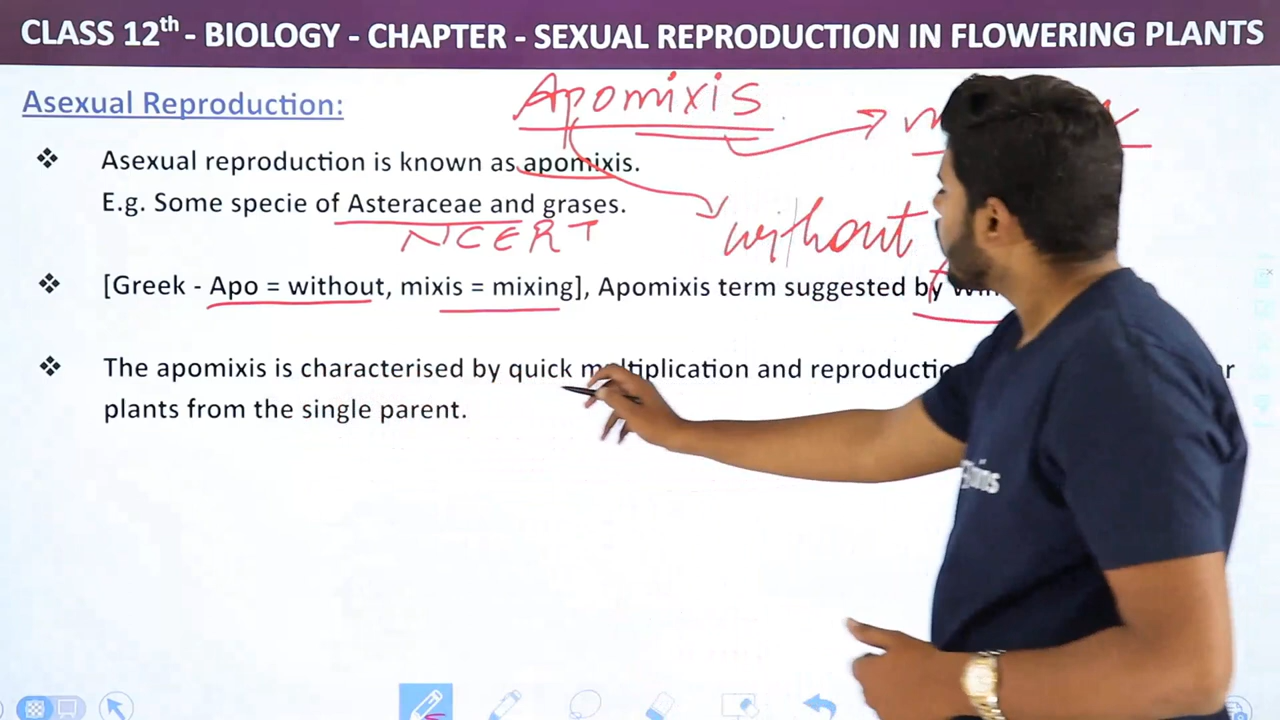 CLASS 12th - BIOLOGY - CHAPTER - SEXUAL REPRODUCTION IN FLOWERING PLANTS
Asexual Reproduction:
Apomixis
❖ Asexual reproduction is known as apomixis.
E.g. Some specie of Asteraceae and grases.
without
NCERT
❖ [Greek - Apo = without, mixis = mixing], Apomixis term suggested by
❖ The apomixis is characterised by quick multiplication and
plants from the single parent.